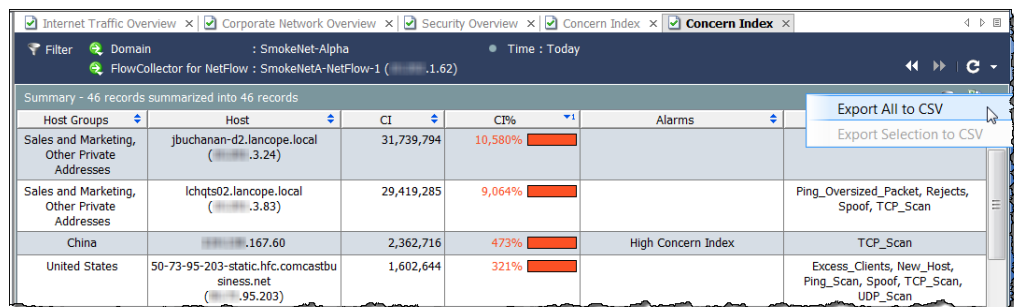 Internet Traffic Overview
Corporate Network Overview
Security Overview
Concern Index
Concern Index
Filter
Domain : SmokeNet-Alpha
Time : Today
FlowCollector for NetFlow : SmokeNetA-NetFlow-1 ( .1.62)
Summary - 46 records summarized into 46 records
Export All to CSV
Export Selection to CSV
Host Groups
Host
CI
CI%
1
Alarms
Sales and Marketing,
Other Private
Addresses
jbuchanan-d2.lancope.local
( .3.24)
31,739,794
10,580%
Sales and Marketing,
Other Private
Addresses
lchqts02.lancope.local
( .3.83)
29,419,285
9,064%
Ping_Oversized_Packet, Rejects,
Spoof, TCP_Scan
China
.167.60
2,362,716
473%
High Concern Index
TCP_Scan
United States
50-73-95-203-static.hfc.comcastbu
siness.net
( .95.203)
1,602,644
321%
Excess_Clients, New_Host,
Ping_Scan, Spoof, TCP_Scan,
UDP_Scan